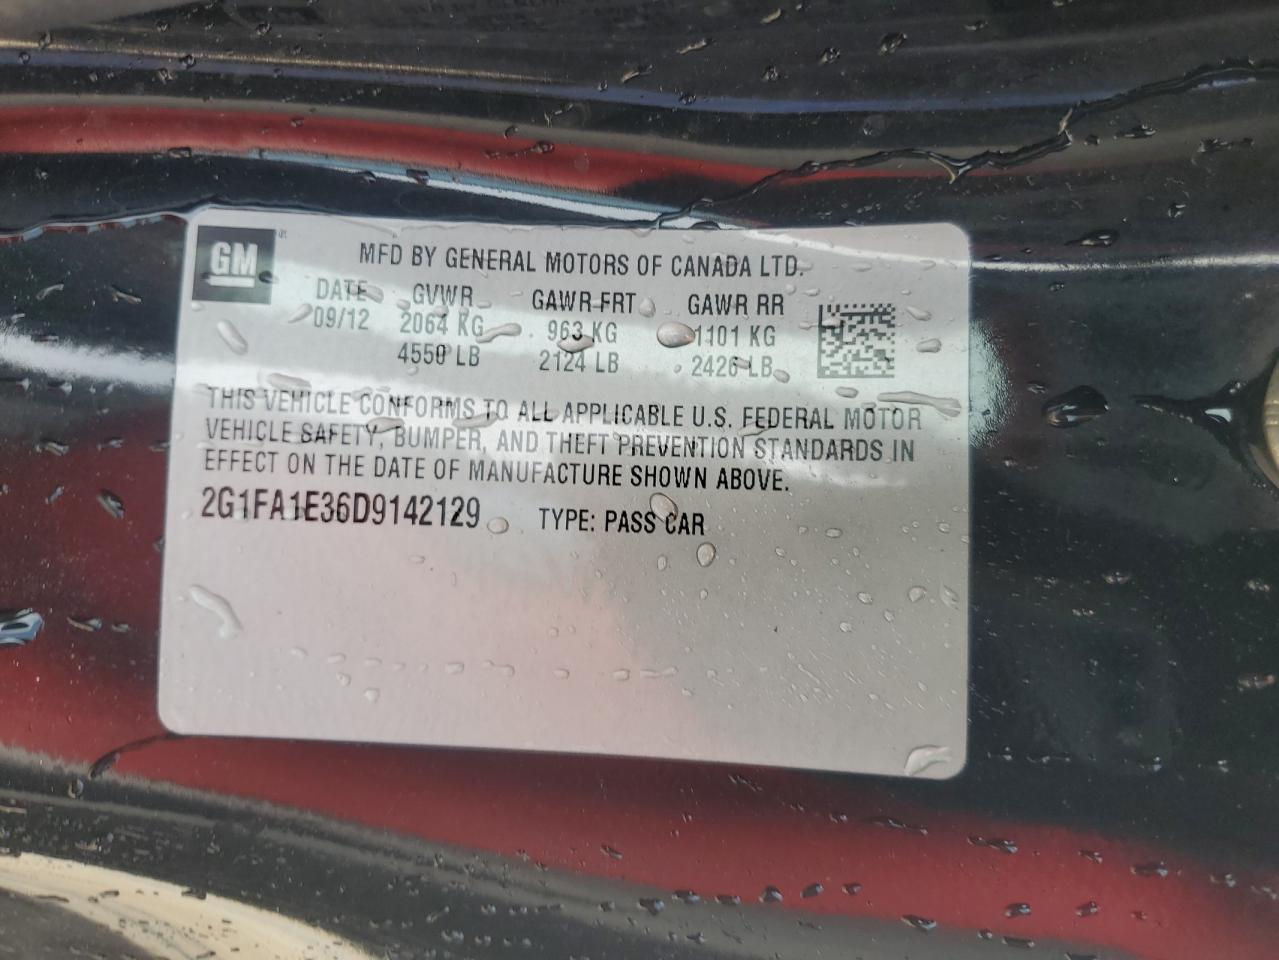 GM
MFD BY GENERAL MOTORS OF CANADA LTD.
DATE GVWR GAWR FRT GAWR RR
09/12 2064 KG 963 KG 1101 KG
4550 LB 2124 LB 2426 LB
THIS VEHICLE CONFORMS TO ALL APPLICABLE U.S. FEDERAL MOTOR
VEHICLE SAFETY, BUMPER, AND THEFT PREVENTION STANDARDS IN
EFFECT ON THE DATE OF MANUFACTURE SHOWN ABOVE.
2G1FA1E36D9142129 TYPE: PASS CAR